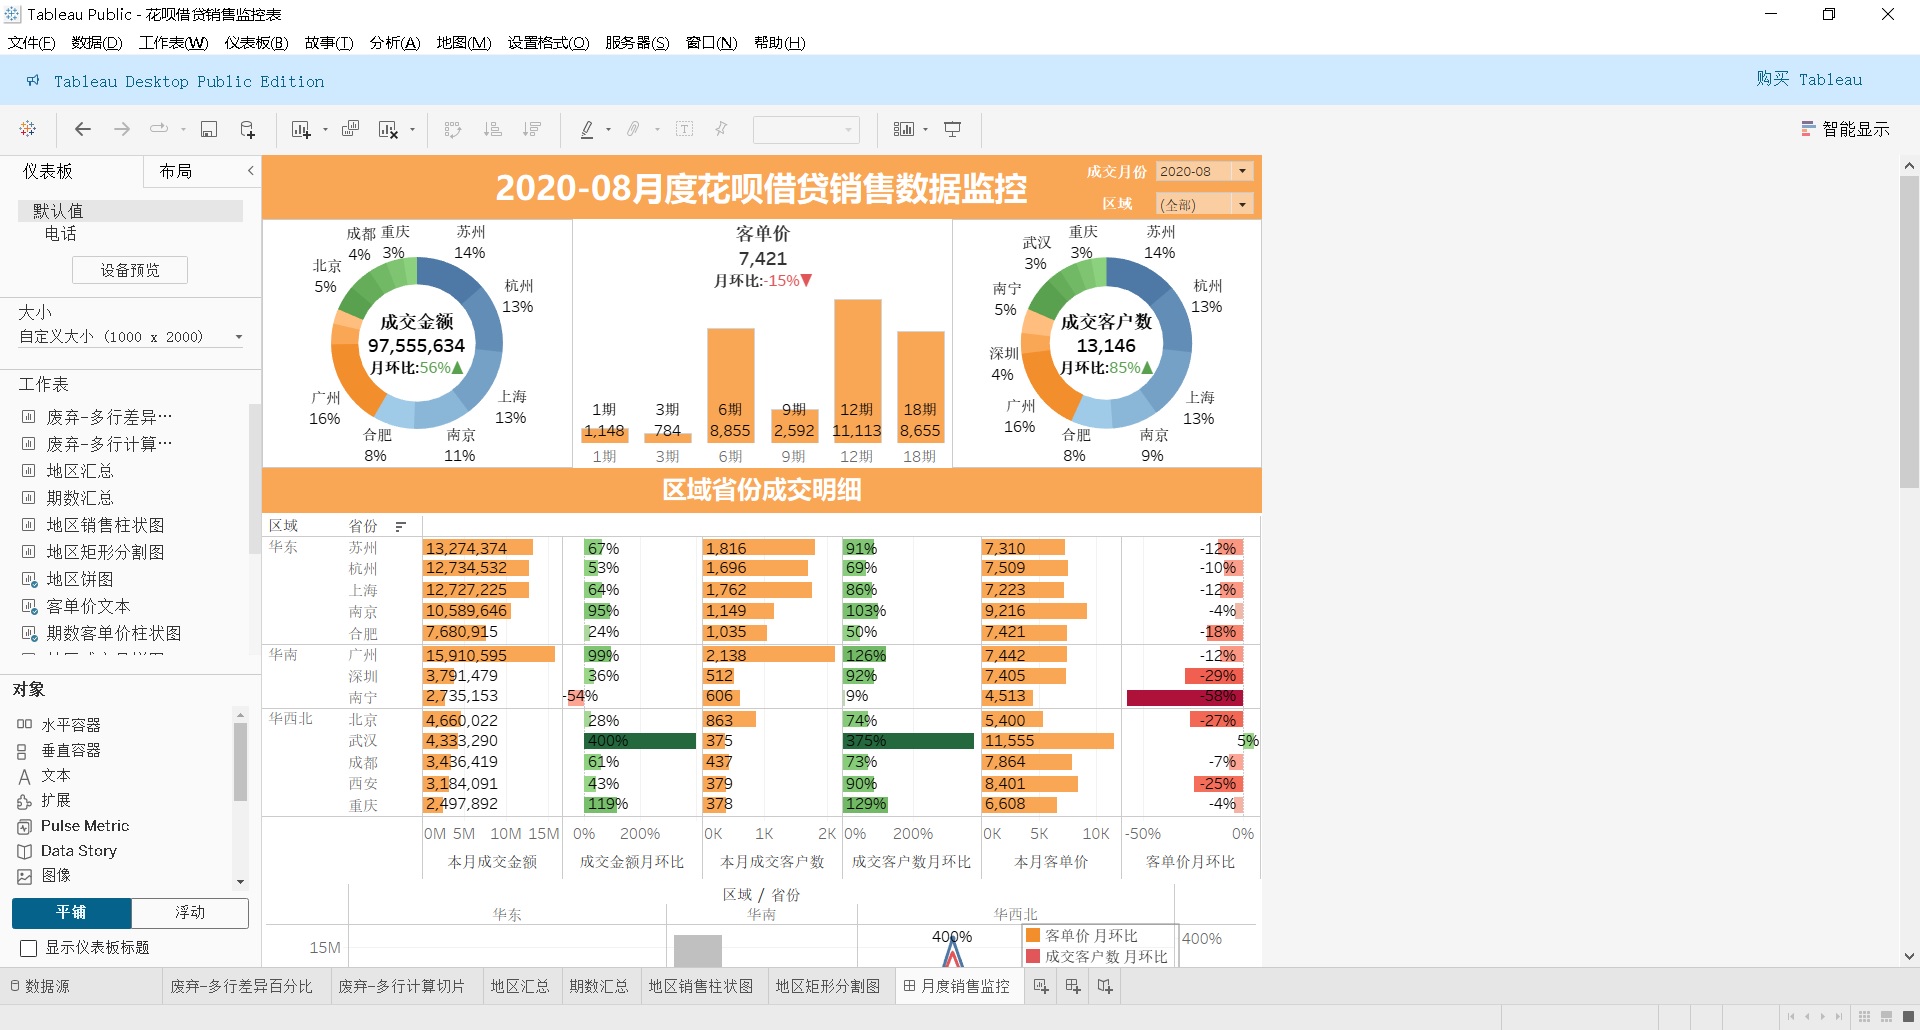 Tableau Public - 花呗借贷销售监控表
文件(F) 数据(D) 工作表(W) 仪表板(B) 故事(T) 分析(A) 地图(M) 设置格式(O) 服务器(S) 窗口(N) 帮助(H)
Tableau Desktop Public Edition
购买 Tableau
智能显示
仪表板 布局
默认值
电话
设备预览
大小
自定义大小 (1000 x 2000)
工作表
废弃-多行差异…
废弃-多行计算…
地区汇总
期数汇总
地区销售柱状图
地区矩形分割图
地区饼图
客单价文本
期数客单价柱状图
对象
水平容器
垂直容器
文本
扩展
Pulse Metric
Data Story
图像
平铺 浮动
显示仪表板标题
2020-08月度花呗借贷销售数据监控
成交月份 2020-08
区域 (全部)
成交金额
97,555,634
月环比:56%▲
苏州
14%
杭州
13%
上海
13%
南京
11%
合肥
8%
广州
16%
北京
5%
成都
4%
重庆
3%
客单价
7,421
月环比:-15%▼
1期 3期 6期 9期 12期 18期
1,148 784 8,855 2,592 11,113 8,655
1期 3期 6期 9期 12期 18期
成交客户数
13,146
月环比:85%▲
苏州
14%
杭州
13%
上海
13%
南京
9%
合肥
8%
广州
16%
深圳
4%
南宁
5%
武汉
3%
重庆
3%
区域省份成交明细
区域 省份
华东 苏州 13,274,374 67% 1,816 91% 7,310 -12%
杭州 12,734,532 53% 1,696 69% 7,509 -10%
上海 12,727,225 64% 1,762 86% 7,223 -12%
南京 10,589,646 95% 1,149 103% 9,216 -4%
合肥 7,680,915 24% 1,035 50% 7,421 -18%
华南 广州 15,910,595 99% 2,138 126% 7,442 -12%
深圳 3,791,479 36% 512 92% 7,405 -29%
南宁 2,735,153 -54% 606 9% 4,513 -58%
华西北 北京 4,660,022 28% 863 74% 5,400 -27%
武汉 4,333,290 400% 375 375% 11,555 5%
成都 3,436,419 61% 437 73% 7,864 -7%
西安 3,184,091 43% 379 90% 8,401 -25%
重庆 2,497,892 119% 378 129% 6,608 -4%
0M 5M 10M 15M 0% 200% 0K 1K 2K 0% 200% 0K 5K 10K -50% 0%
本月成交金额 成交金额月环比 本月成交客户数 成交客户数月环比 本月客单价 客单价月环比
区域 / 省份
华东 华南 华西北
15M 400% 400%
客单价 月环比
成交客户数 月环比
数据源 废弃-多行差异百分比 废弃-多行计算切片 地区汇总 期数汇总 地区销售柱状图 地区矩形分割图 月度销售监控